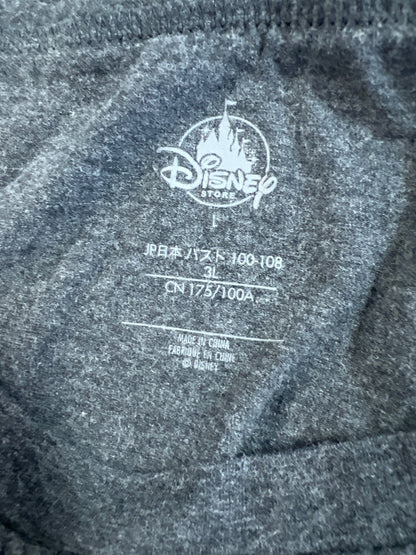 Disney
STORE
L
JP日本 バスト 100-108
3L
CN 175/100A
MADE IN CHINA
FABRIQUÉ EN CHINE
© DISNEY